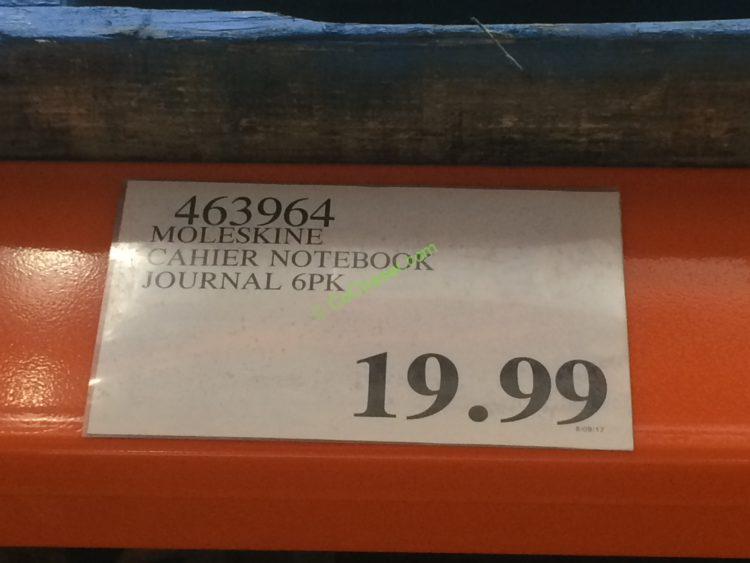 463964
MOLESKINE
CAHIER NOTEBOOK
JOURNAL 6PK
19.99